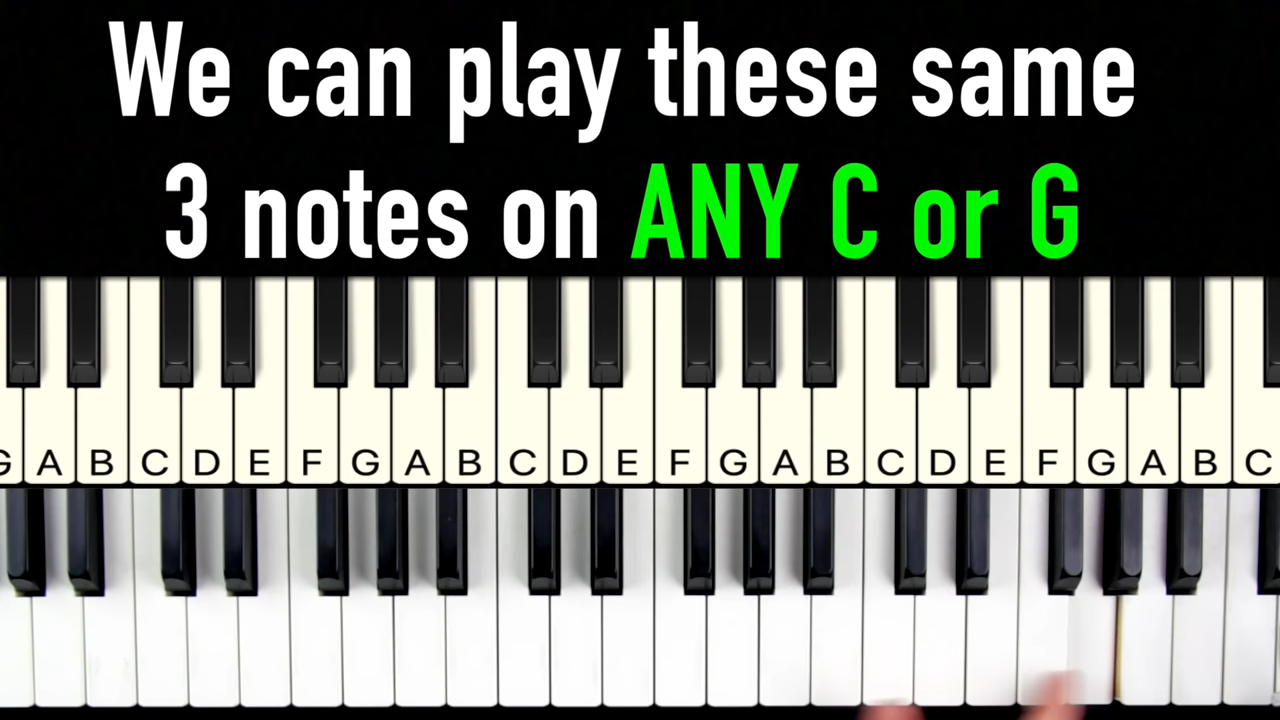 We can play these same
3 notes on ANY C or G
G A B C D E F G A B C D E F G A B C D E F G A B C